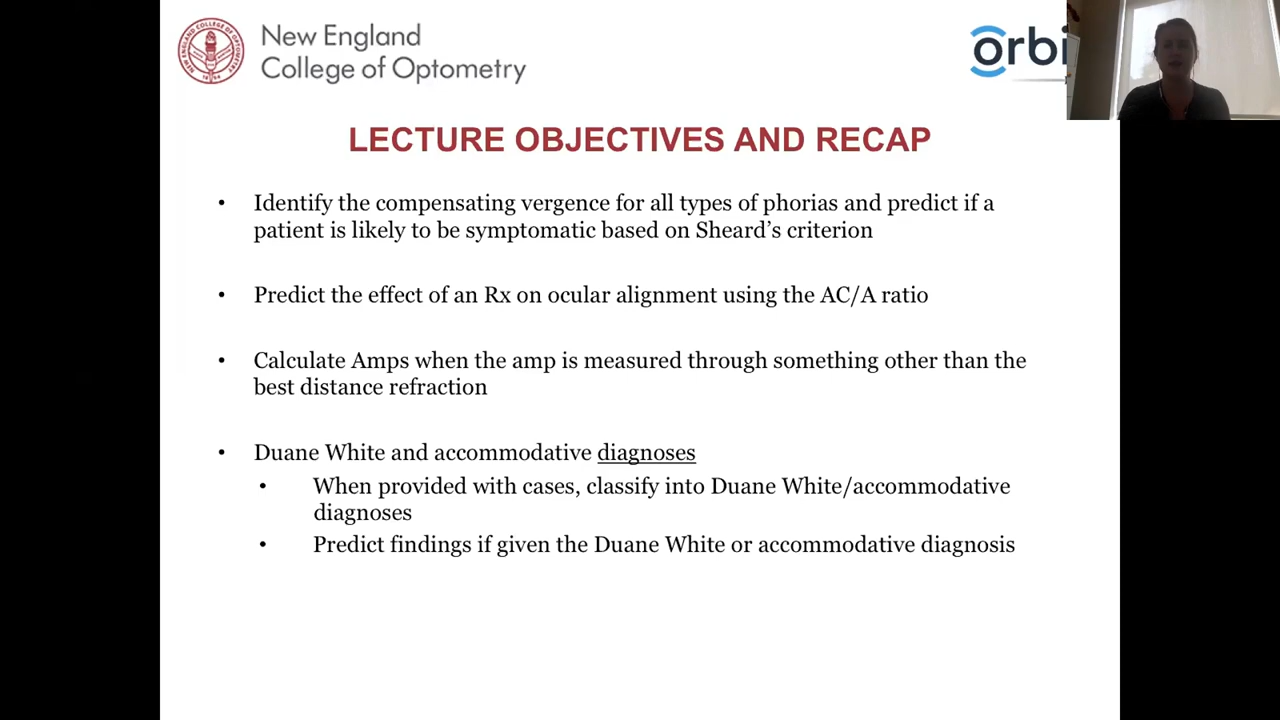 New England
College of Optometry
LECTURE OBJECTIVES AND RECAP
• Identify the compensating vergence for all types of phorias and predict if a
patient is likely to be symptomatic based on Sheard’s criterion
• Predict the effect of an Rx on ocular alignment using the AC/A ratio
• Calculate Amps when the amp is measured through something other than the
best distance refraction
• Duane White and accommodative diagnoses
• When provided with cases, classify into Duane White/accommodative
diagnoses
• Predict findings if given the Duane White or accommodative diagnosis